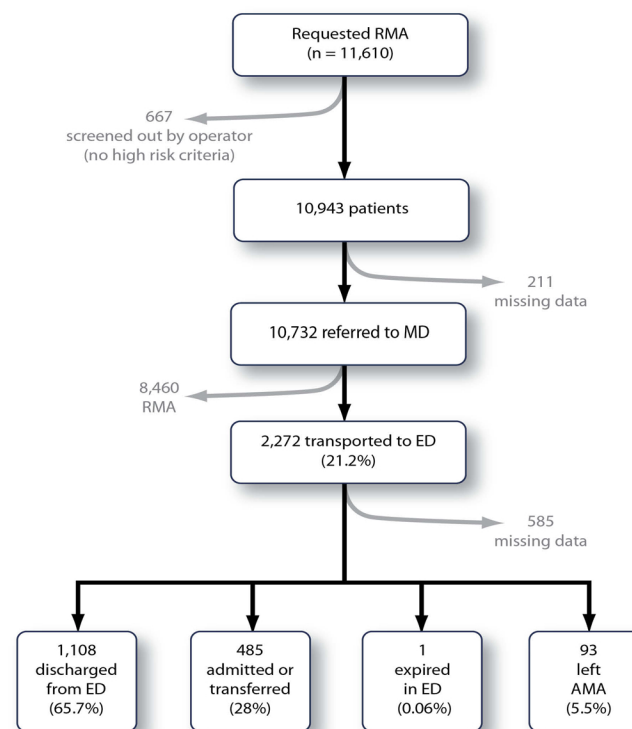 Requested RMA
(n = 11,610)
667
screened out by operator
(no high risk criteria)
10,943 patients
211
missing data
10,732 referred to MD
8,460
RMA
2,272 transported to ED
(21.2%)
585
missing data
1,108
discharged
from ED
(65.7%)
485
admitted or
transferred
(28%)
1
expired
in ED
(0.06%)
93
left
AMA
(5.5%)